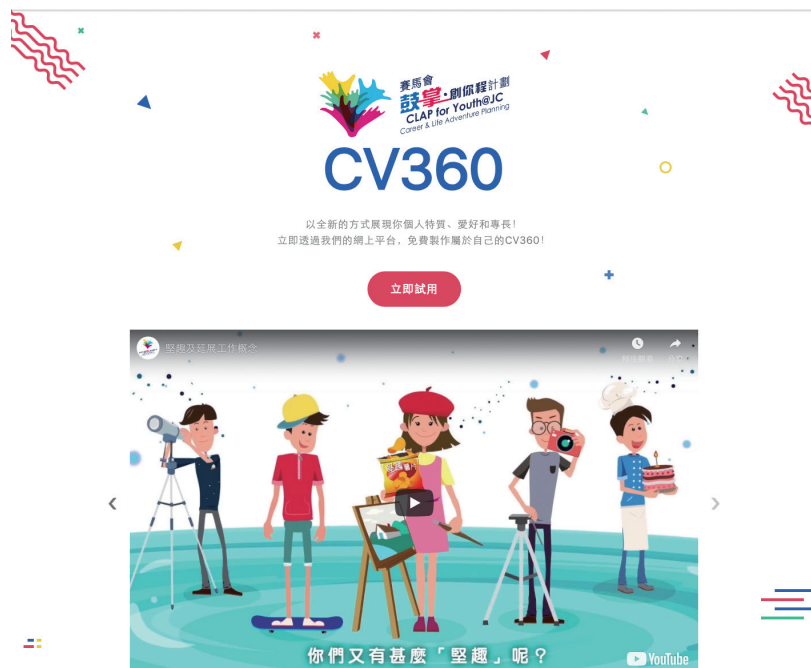 賽馬會
鼓掌·創你程計劃
CLAP for Youth@JC
Career & Life Adventure Planning
CV360
以全新的方式展現你個人特質、愛好和專長！
立即透過我們的網上平台，免費製作屬於自己的CV360！
立即試用
堅趣及延展工作概念
薯片
你們又有甚麼「堅趣」呢？
YouTube